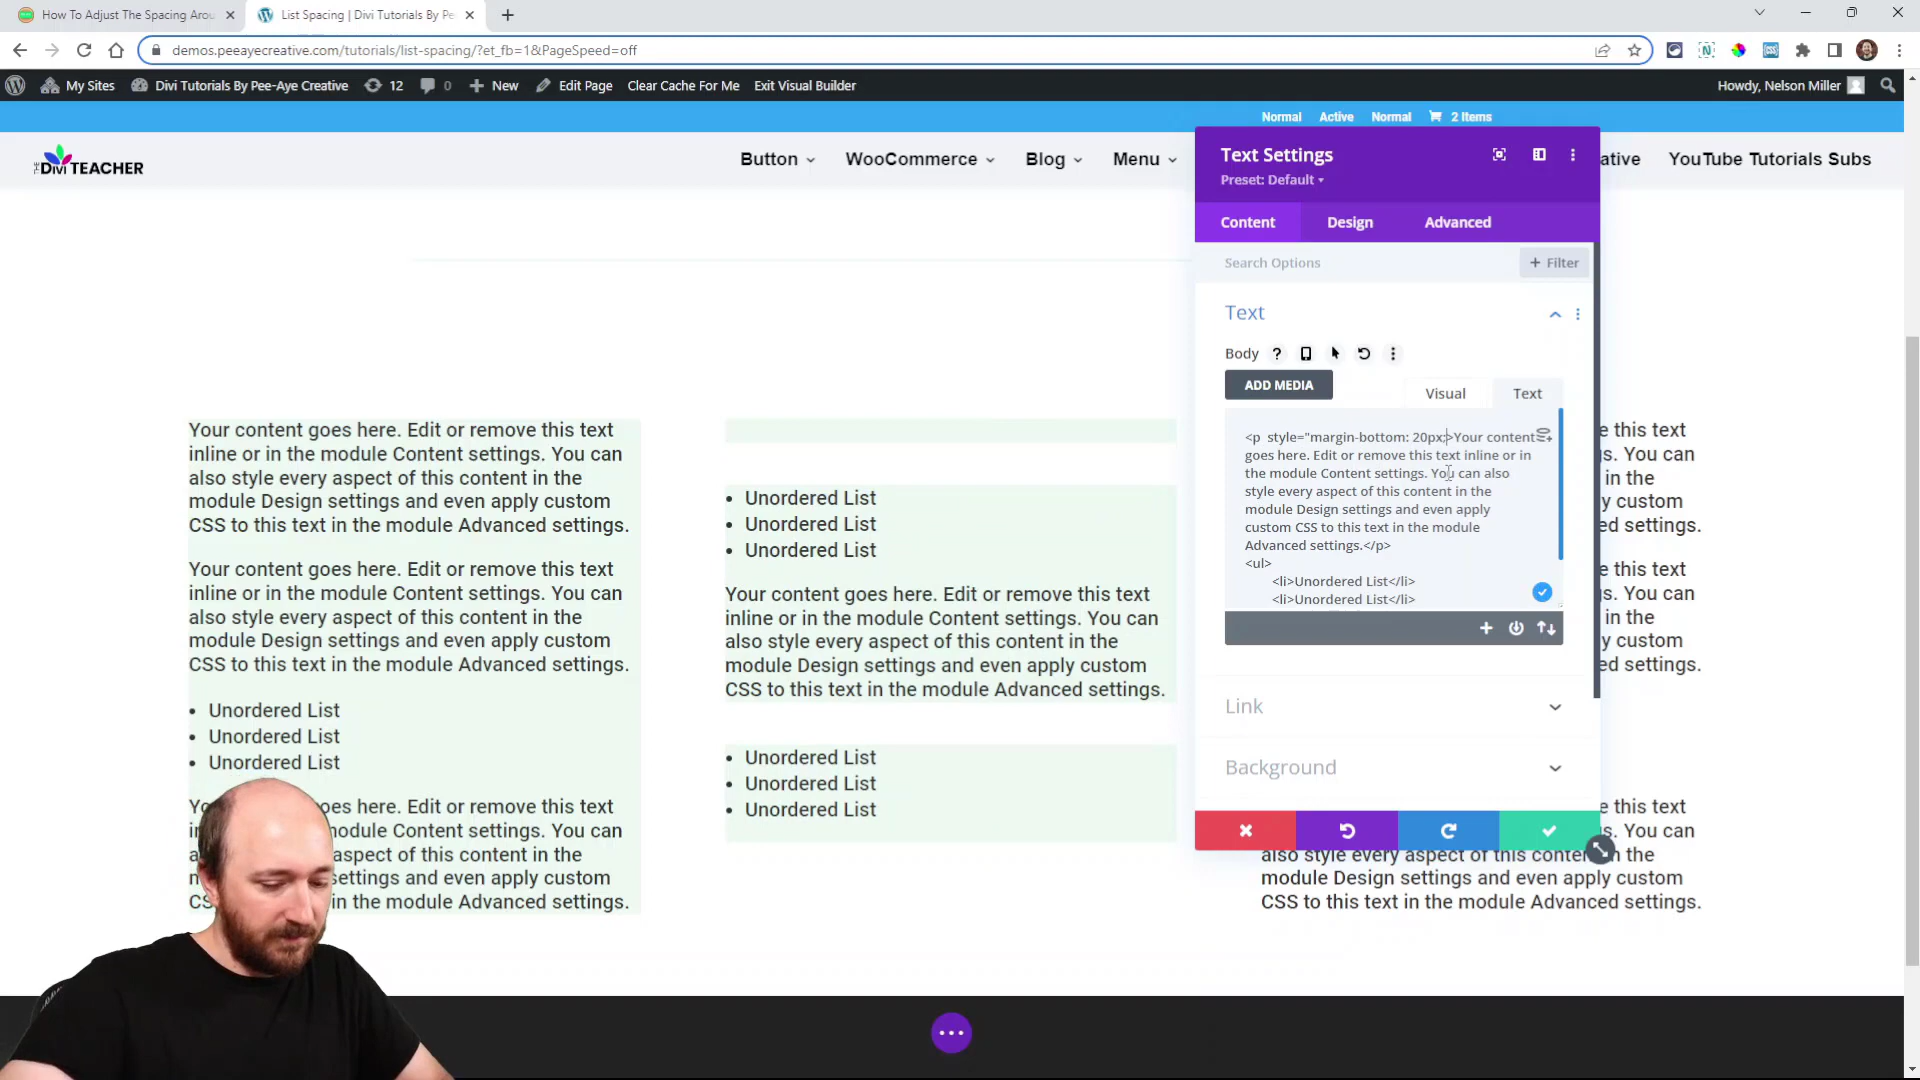 How To Adjust The Spacing Arou
List Spacing | Divi Tutorials By Pe
demos.peeayecreative.com/tutorials/list-spacing/?et_fb=1&PageSpeed=off
My Sites
Divi Tutorials By Pee-Aye Creative
12
0
New
Edit Page
Clear Cache For Me
Exit Visual Builder
Howdy, Nelson Miller
Normal Active Normal 2 Items
THE DIVI TEACHER
Button
WooCommerce
Blog
Menu
ative
YouTube Tutorials Subs
Your content goes here. Edit or remove this text
inline or in the module Content settings. You can
also style every aspect of this content in the
module Design settings and even apply custom
CSS to this text in the module Advanced settings.
Your content goes here. Edit or remove this text
inline or in the module Content settings. You can
also style every aspect of this content in the
module Design settings and even apply custom
CSS to this text in the module Advanced settings.
• Unordered List
• Unordered List
• Unordered List
Yo oes here. Edit or remove this text
in module Content settings. You can
a aspect of this content in the
ettings and even apply custom
CS in the module Advanced settings.
• Unordered List
• Unordered List
• Unordered List
Your content goes here. Edit or remove this text
inline or in the module Content settings. You can
also style every aspect of this content in the
module Design settings and even apply custom
CSS to this text in the module Advanced settings.
• Unordered List
• Unordered List
• Unordered List
Text Settings
Preset: Default
Content
Design
Advanced
Search Options
+ Filter
Text
Body
ADD MEDIA
Visual
Text
<p style="margin-bottom: 20px;>Your content
goes here. Edit or remove this text inline or in
the module Content settings. You can also
style every aspect of this content in the
module Design settings and even apply
custom CSS to this text in the module
Advanced settings.</p>
<ul>
<li>Unordered List</li>
<li>Unordered List</li>
Link
Background
e this text
s. You can
in the
y custom
ed settings.
e this text
s. You can
in the
y custom
ed settings.
e this text
s. You can
also style every aspect of this content in the
module Design settings and even apply custom
CSS to this text in the module Advanced settings.